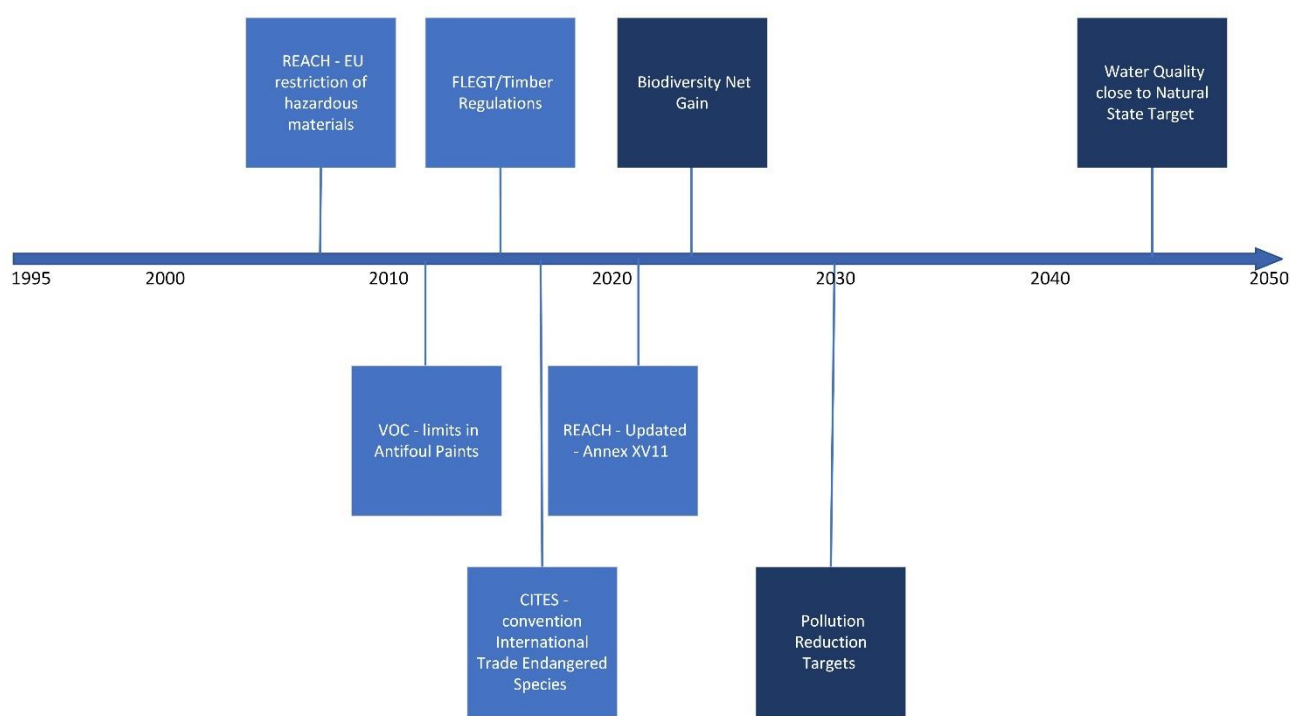 REACH - EU
restriction of
hazardous
materials
FLEGT/Timber
Regulations
Biodiversity Net
Gain
Water Quality
close to Natural
State Target
1995 2000 2010 2020 2030 2040 2050
VOC - limits in
Antifoul Paints
REACH - Updated
- Annex XV11
CITES -
convention
International
Trade Endangered
Species
Pollution
Reduction
Targets